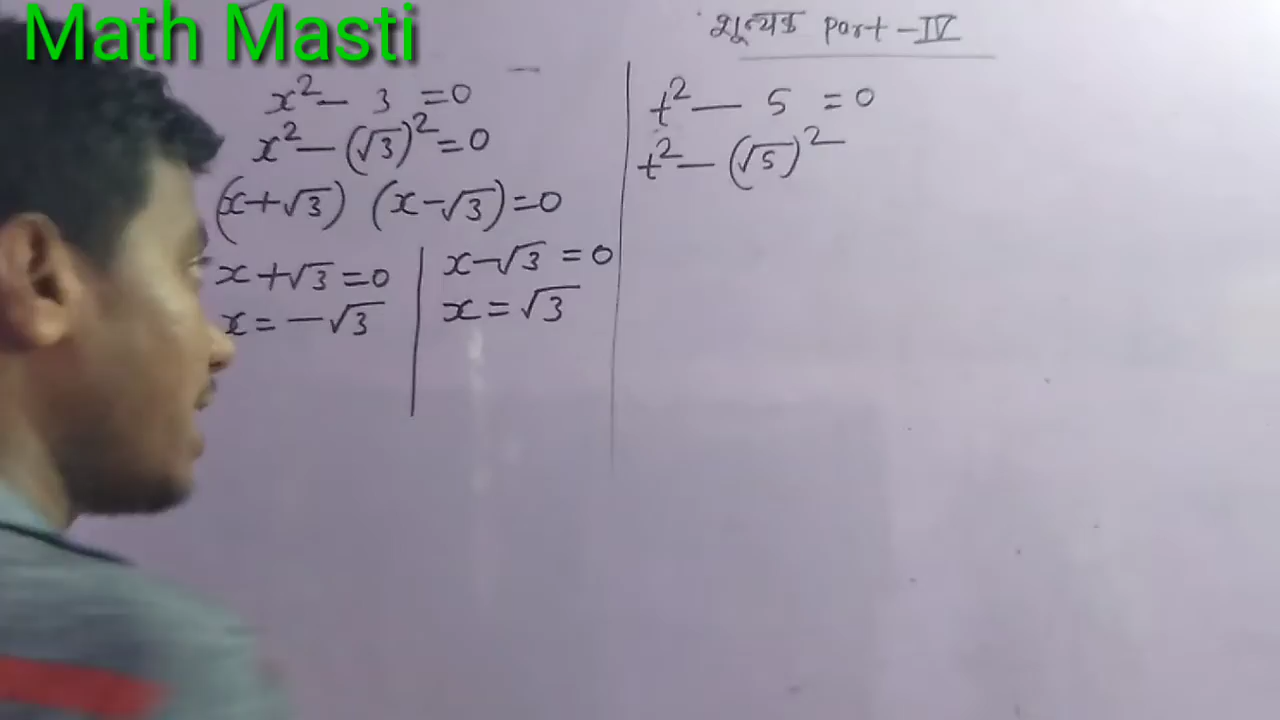 Math Masti
शून्यक Part - IV
x² - 3 = 0
x² - (√3)² = 0
(x+√3) (x-√3) = 0
x+√3 = 0
x = -√3
x-√3 = 0
x = √3
t² - 5 = 0
t² - (√5)²